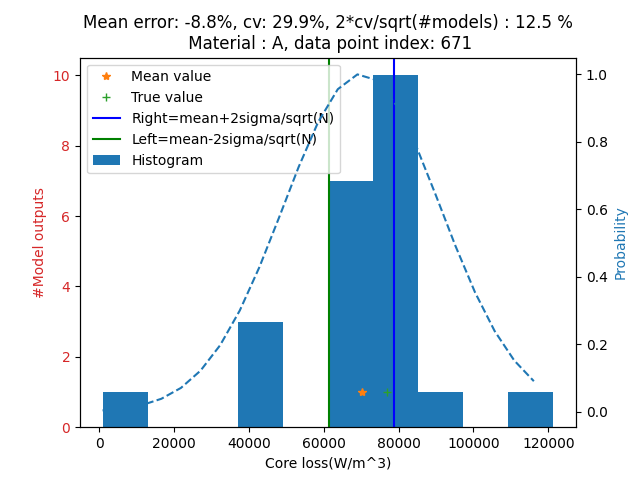 Mean error: -8.8%, cv: 29.9%, 2*cv/sqrt(#models) : 12.5 %
Material : A, data point index: 671
Mean value
True value
Right=mean+2sigma/sqrt(N)
Left=mean-2sigma/sqrt(N)
Histogram
10
8
6
4
2
0
#Model outputs
1.0
0.8
0.6
0.4
0.2
0.0
Probability
0 20000 40000 60000 80000 100000 120000
Core loss(W/m^3)